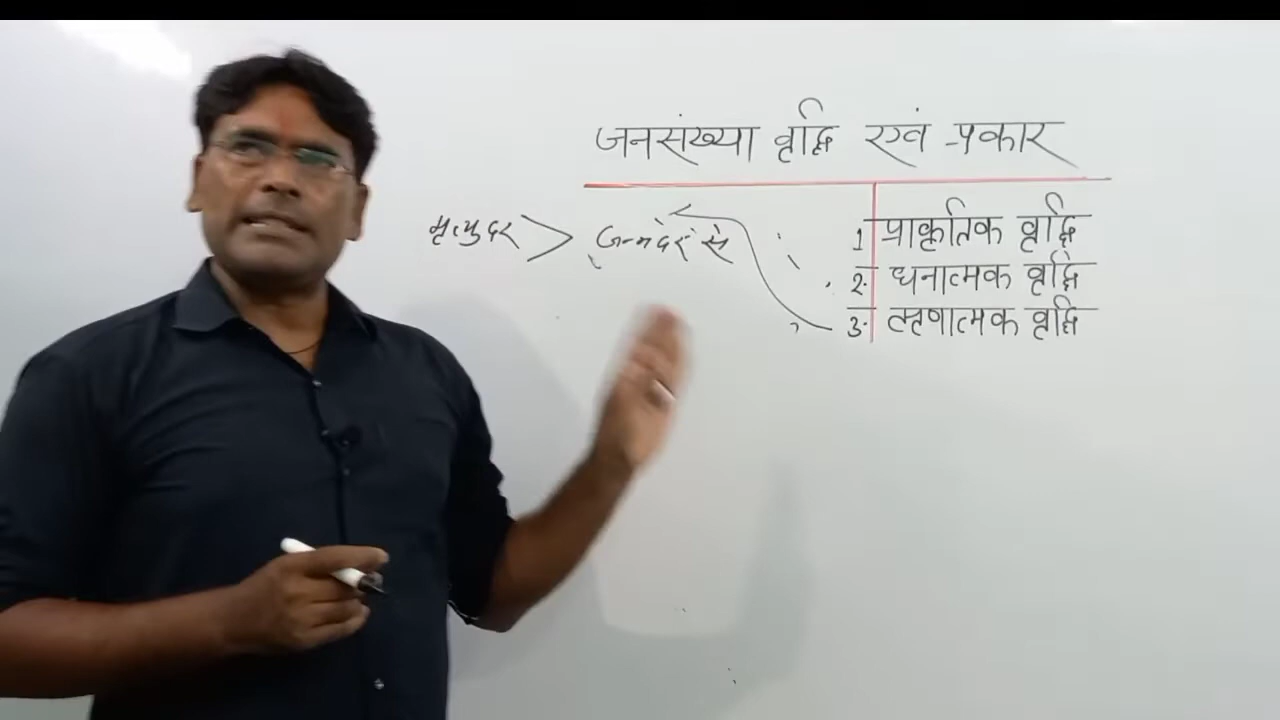 जनसंख्या वृद्धि एवं प्रकार
मृत्युदर > जन्मदर से
1 प्राकृतिक वृद्धि
2. धनात्मक वृद्धि
3. ऋणात्मक वृद्धि